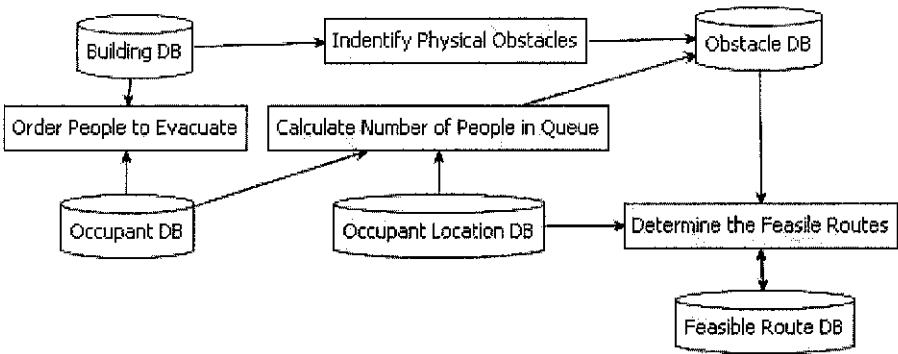 Building DB
Indentify Physical Obstacles
Obstacle DB
Order People to Evacuate
Calculate Number of People in Queue
Occupant DB
Occupant Location DB
Determine the Feasile Routes
Feasible Route DB